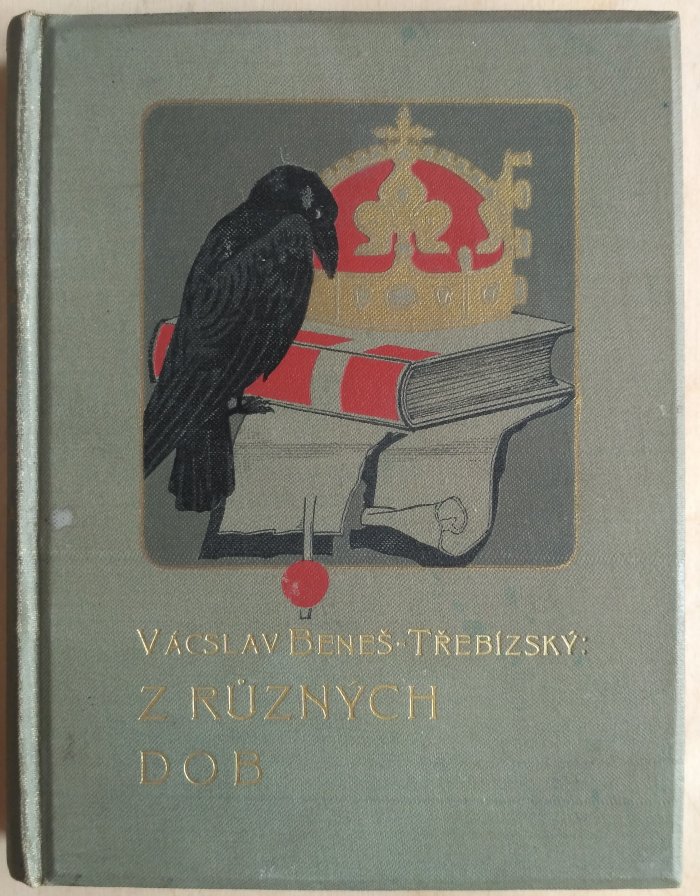 VÁCSLAV BENEŠ-TŘEBÍZSKÝ:
Z RŮZNÝCH
DOB